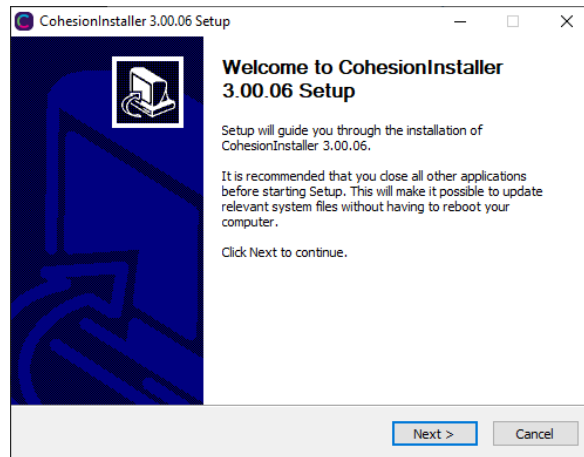 CohesionInstaller 3.00.06 Setup
Welcome to CohesionInstaller
3.00.06 Setup
Setup will guide you through the installation of
CohesionInstaller 3.00.06.
It is recommended that you close all other applications
before starting Setup. This will make it possible to update
relevant system files without having to reboot your
computer.
Click Next to continue.
Next >
Cancel